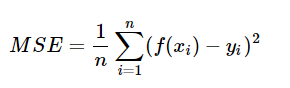 MSE = \frac{1}{n} \sum_{i=1}^{n} (f(x_i) - y_i)^2